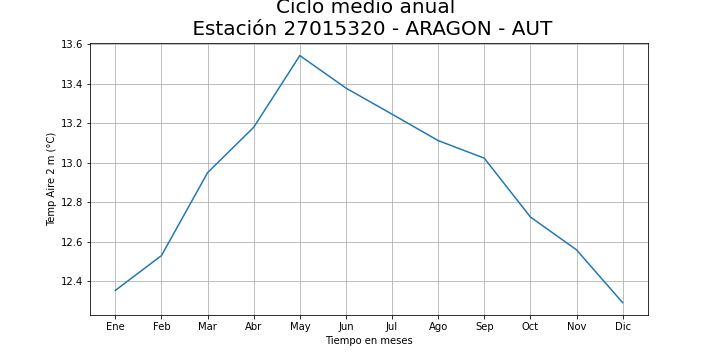 Ciclo medio anual
Estación 27015320 - ARAGON - AUT
13.6
13.4
13.2
13.0
12.8
12.6
12.4
Temp Aire 2 m (°C)
Ene Feb Mar Abr May Jun Jul Ago Sep Oct Nov Dic
Tiempo en meses